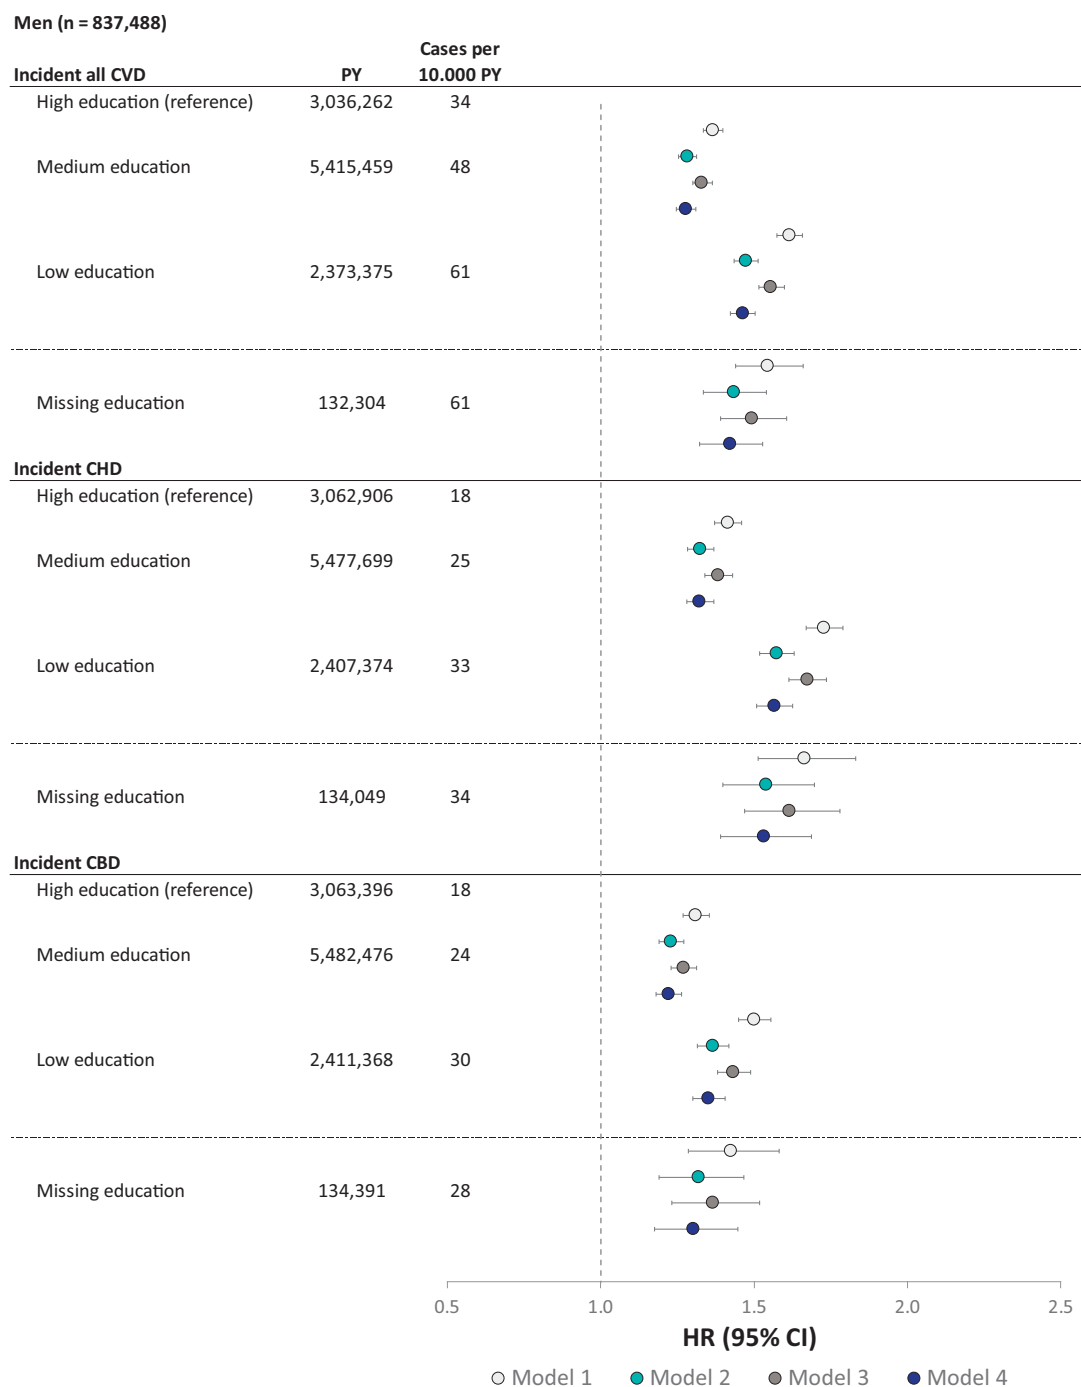 Men (n = 837,488)
Incident all CVD PY Cases per 10.000 PY
High education (reference) 3,036,262 34
Medium education 5,415,459 48
Low education 2,373,375 61
Missing education 132,304 61
Incident CHD
High education (reference) 3,062,906 18
Medium education 5,477,699 25
Low education 2,407,374 33
Missing education 134,049 34
Incident CBD
High education (reference) 3,063,396 18
Medium education 5,482,476 24
Low education 2,411,368 30
Missing education 134,391 28
0.5 1.0 1.5 2.0 2.5
HR (95% CI)
Model 1 Model 2 Model 3 Model 4